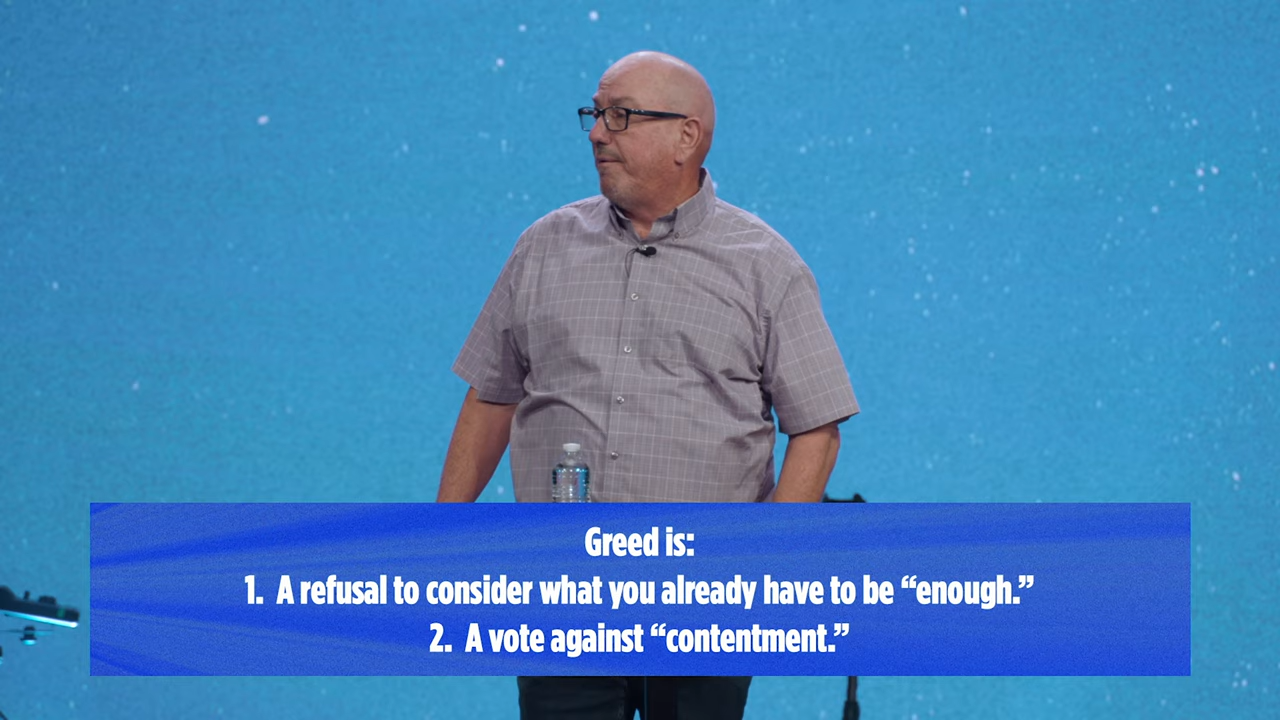 Greed is:
1. A refusal to consider what you already have to be “enough.”
2. A vote against “contentment.”